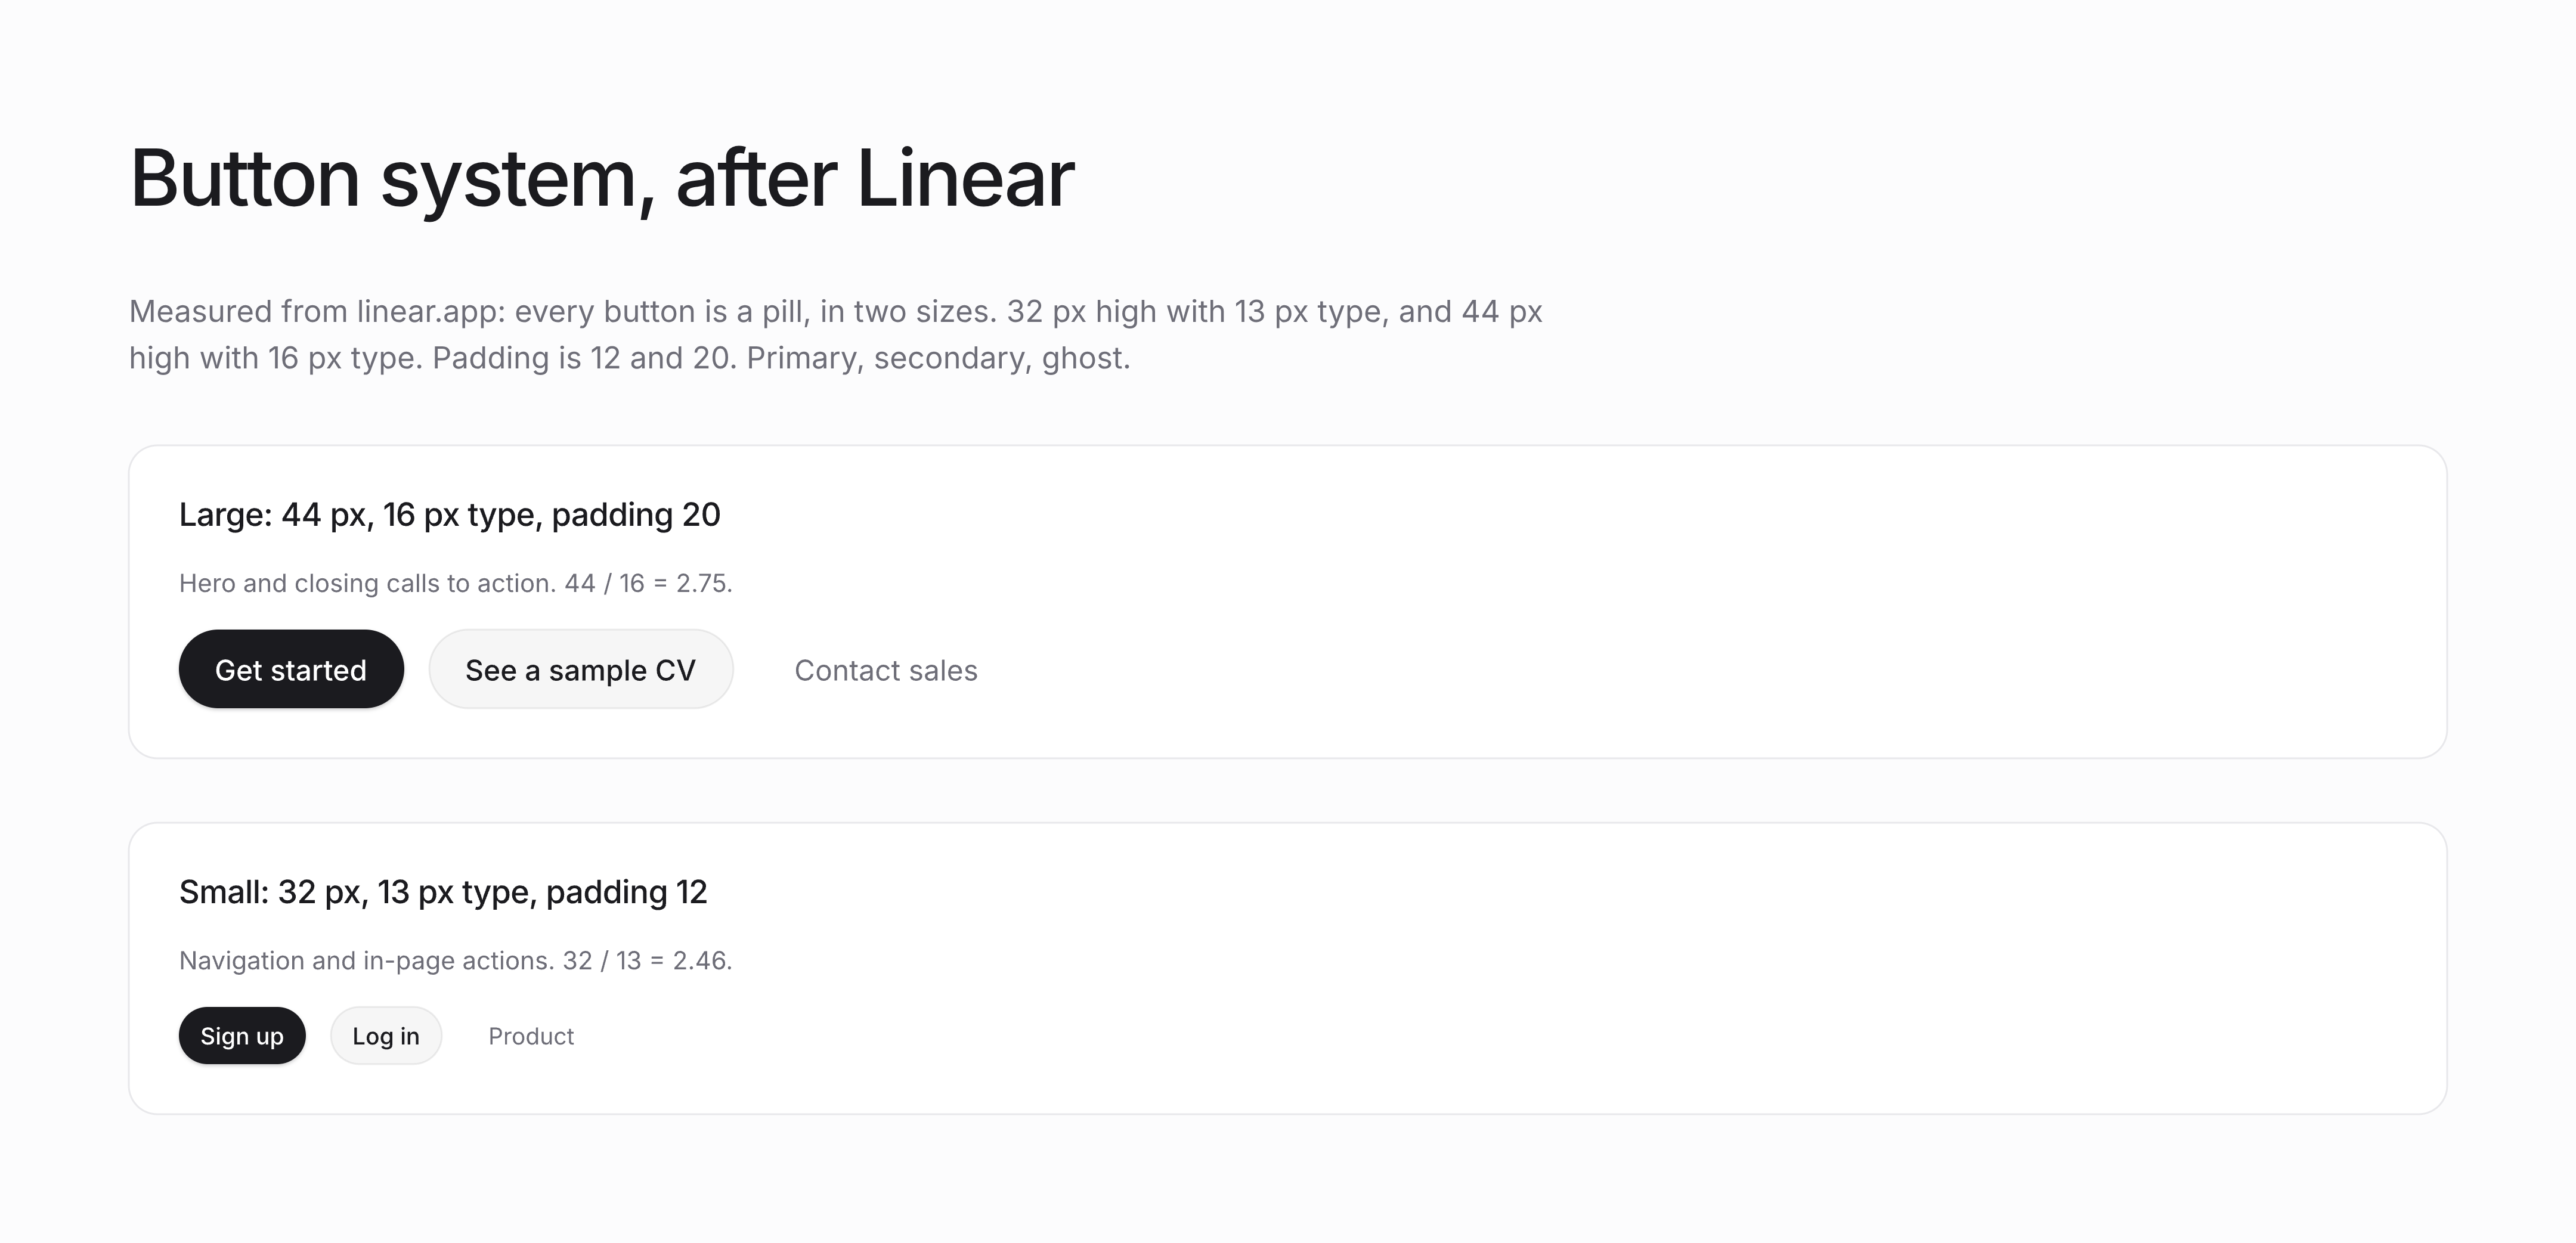 Button system, after Linear
Measured from linear.app: every button is a pill, in two sizes. 32 px high with 13 px type, and 44 px
high with 16 px type. Padding is 12 and 20. Primary, secondary, ghost.
Large: 44 px, 16 px type, padding 20
Hero and closing calls to action. 44 / 16 = 2.75.
Get started
See a sample CV
Contact sales
Small: 32 px, 13 px type, padding 12
Navigation and in-page actions. 32 / 13 = 2.46.
Sign up
Log in
Product